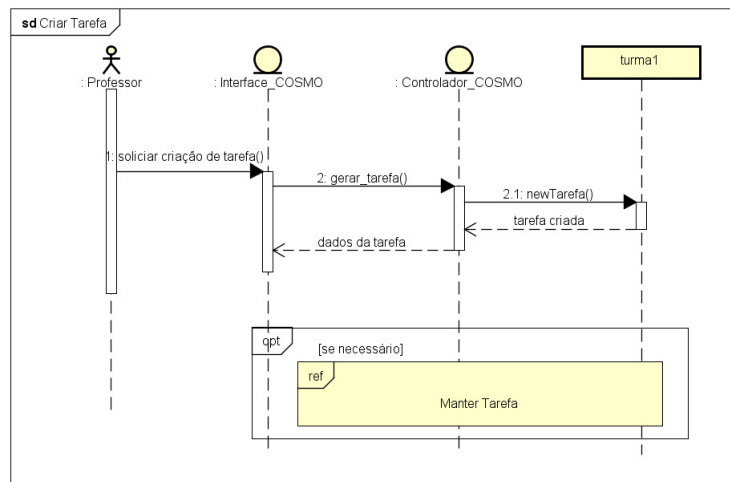 sd Criar Tarefa
: Professor
: Interface_COSMO
: Controlador_COSMO
turma1
1: soliciar criação de tarefa()
2: gerar_tarefa()
2.1: newTarefa()
tarefa criada
dados da tarefa
opt
[se necessário]
ref
Manter Tarefa